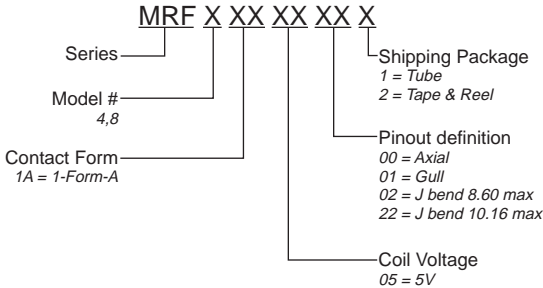 MRF X XX XX XX X
Series
Model #
4,8
Contact Form
1A = 1-Form-A
Shipping Package
1 = Tube
2 = Tape & Reel
Pinout definition
00 = Axial
01 = Gull
02 = J bend 8.60 max
22 = J bend 10.16 max
Coil Voltage
05 = 5V